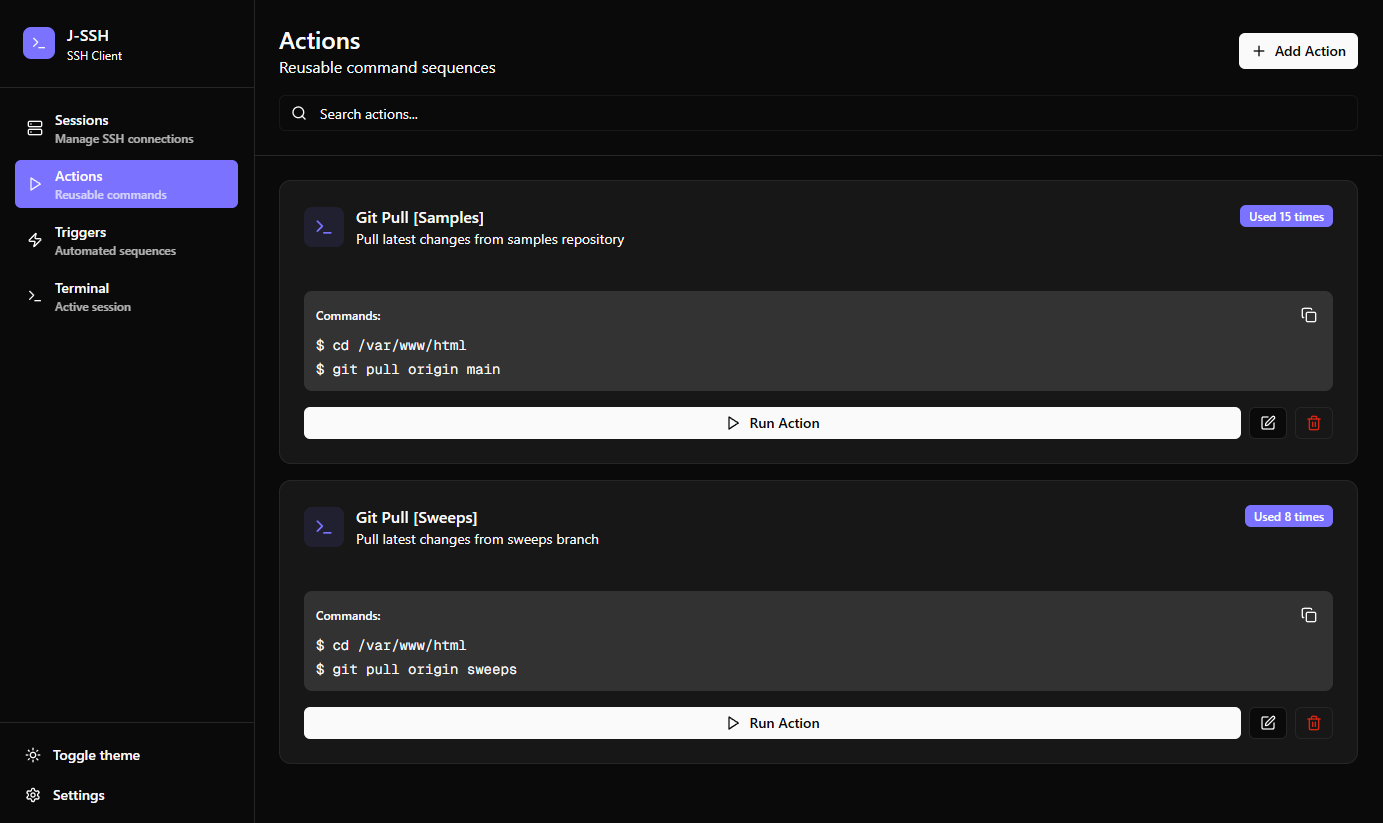 J-SSH
SSH Client
Sessions
Manage SSH connections
Actions
Reusable commands
Triggers
Automated sequences
Terminal
Active session
Toggle theme
Settings
Actions
Reusable command sequences
Add Action
Search actions...
Git Pull [Samples]
Pull latest changes from samples repository
Used 15 times
Commands:
$ cd /var/www/html
$ git pull origin main
Run Action
Git Pull [Sweeps]
Pull latest changes from sweeps branch
Used 8 times
Commands:
$ cd /var/www/html
$ git pull origin sweeps
Run Action